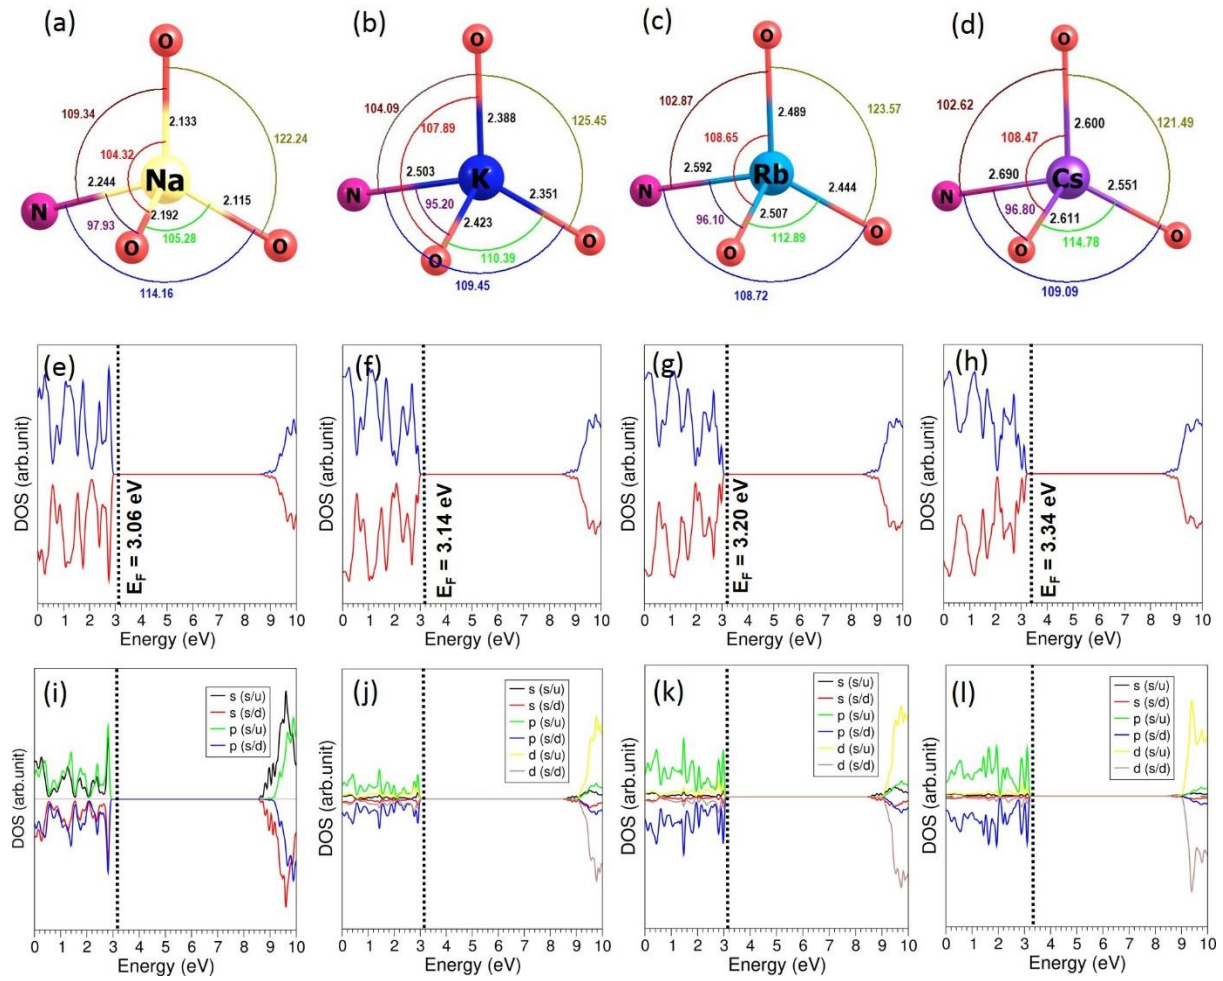 (a) (b) (c) (d)
O O O O
109.34 2.133 122.24 104.32 2.244 Na 2.115 N 2.192 97.93 105.28 O O 114.16
104.09 107.89 2.388 125.45 2.503 K 2.351 N 95.20 2.423 110.39 O O 109.45
102.87 108.65 2.489 123.57 2.592 Rb 2.444 N 2.507 96.10 112.89 O O 108.72
102.62 108.47 2.600 121.49 2.690 Cs 2.551 N 96.80 2.611 114.78 O O 109.09
(e) (f) (g) (h)
DOS (arb.unit) DOS (arb.unit) DOS (arb.unit) DOS (arb.unit)
EF = 3.06 eV EF = 3.14 eV EF = 3.20 eV EF = 3.34 eV
0 1 2 3 4 5 6 7 8 9 10 0 1 2 3 4 5 6 7 8 9 10 0 1 2 3 4 5 6 7 8 9 10 0 1 2 3 4 5 6 7 8 9 10
Energy (eV) Energy (eV) Energy (eV) Energy (eV)
(i) (j) (k) (l)
s (s/u) s (s/u) s (s/u) s (s/u)
s (s/d) s (s/d) s (s/d) s (s/d)
p (s/u) p (s/u) p (s/u) p (s/u)
p (s/d) p (s/d) p (s/d) p (s/d)
d (s/u) d (s/u) d (s/u)
d (s/d) d (s/d) d (s/d)
DOS (arb.unit) DOS (arb.unit) DOS (arb.unit) DOS (arb.unit)
0 1 2 3 4 5 6 7 8 9 10 0 1 2 3 4 5 6 7 8 9 10 0 1 2 3 4 5 6 7 8 9 10 0 1 2 3 4 5 6 7 8 9 10
Energy (eV) Energy (eV) Energy (eV) Energy (eV)